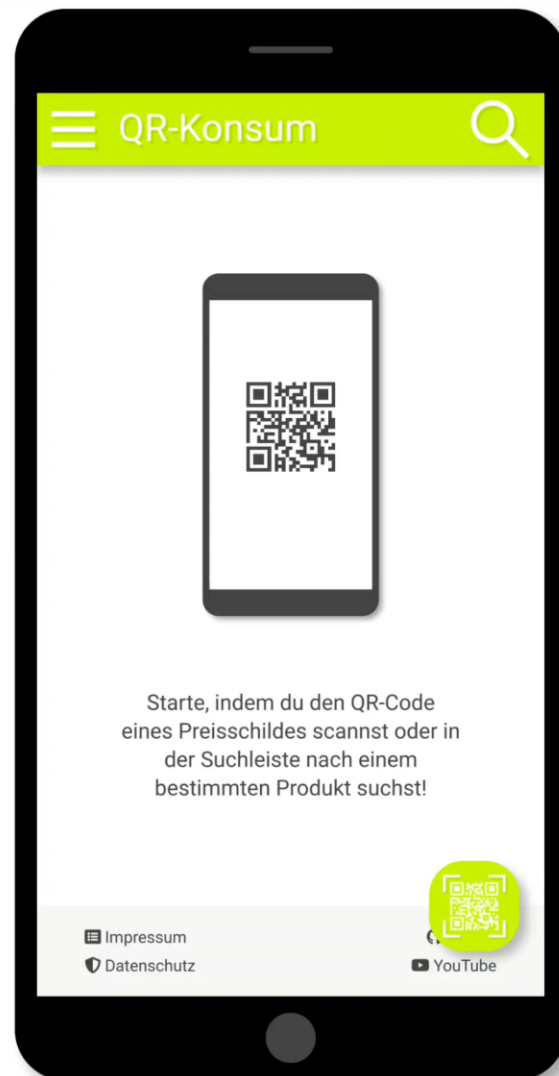 QR-Konsum
Starte, indem du den QR-Code
eines Preisschildes scannst oder in
der Suchleiste nach einem
bestimmten Produkt suchst!
Impressum
Datenschutz
YouTube